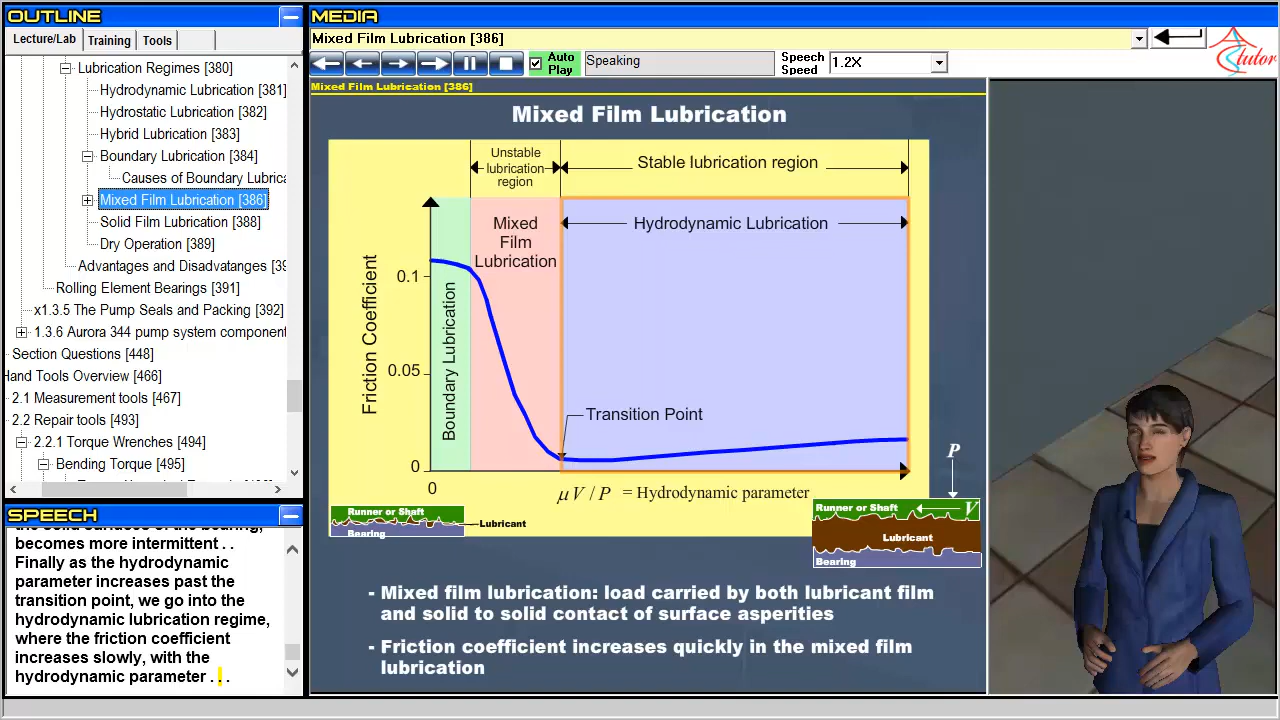 OUTLINE
Lecture/Lab Training Tools
Lubrication Regimes [380]
Hydrodynamic Lubrication [381]
Hydrostatic Lubrication [382]
Hybrid Lubrication [383]
Boundary Lubrication [384]
Causes of Boundary Lubrica
Mixed Film Lubrication [386]
Solid Film Lubrication [388]
Dry Operation [389]
Advantages and Disadvatanges [39
Rolling Element Bearings [391]
x1.3.5 The Pump Seals and Packing [392]
1.3.6 Aurora 344 pump system component
Section Questions [448]
Hand Tools Overview [466]
2.1 Measurement tools [467]
2.2 Repair tools [493]
2.2.1 Torque Wrenches [494]
Bending Torque [495]
SPEECH
becomes more intermittent . .
Finally as the hydrodynamic
parameter increases past the
transition point, we go into the
hydrodynamic lubrication regime,
where the friction coefficient
increases slowly, with the
hydrodynamic parameter . . .
MEDIA
Mixed Film Lubrication [386]
Auto
Play
Speaking
Speech
Speed
1.2X
tutor
Mixed Film Lubrication [386]
Mixed Film Lubrication
Unstable
lubrication
region
Stable lubrication region
Mixed
Film
Lubrication
Hydrodynamic Lubrication
Friction Coefficient
0.1
0.05
0
0
Boundary Lubrication
Transition Point
μ V / P = Hydrodynamic parameter
P
Runner or Shaft
Lubricant
Bearing
Runner or Shaft
V
Lubricant
Bearing
- Mixed film lubrication: load carried by both lubricant film
and solid to solid contact of surface asperities
- Friction coefficient increases quickly in the mixed film
lubrication